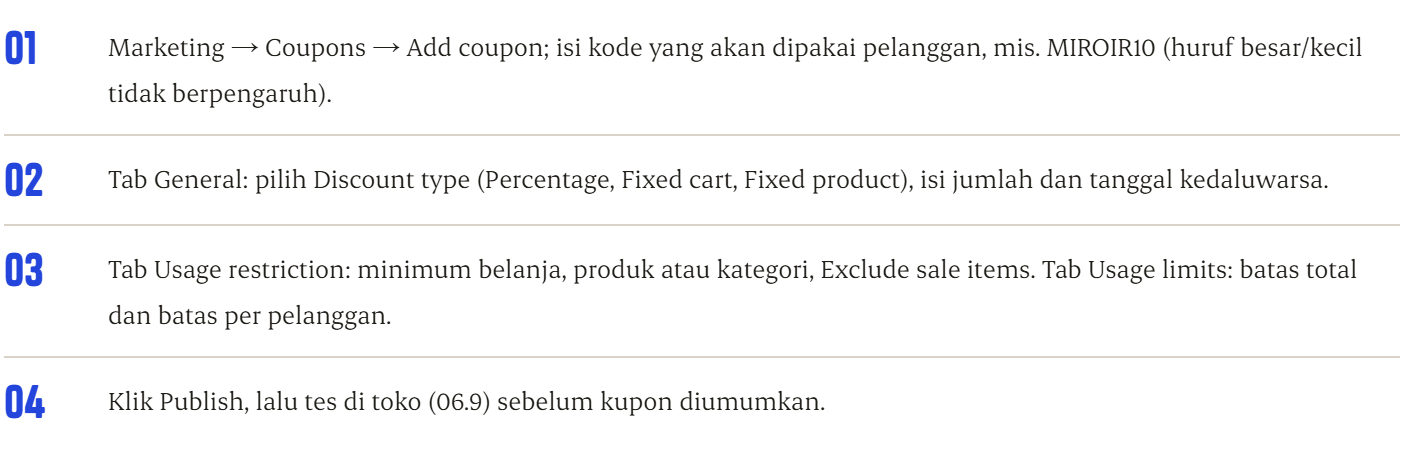 01 Marketing → Coupons → Add coupon; isi kode yang akan dipakai pelanggan, mis. MIROIR10 (huruf besar/kecil
tidak berpengaruh).
02 Tab General: pilih Discount type (Percentage, Fixed cart, Fixed product), isi jumlah dan tanggal kedaluwarsa.
03 Tab Usage restriction: minimum belanja, produk atau kategori, Exclude sale items. Tab Usage limits: batas total
dan batas per pelanggan.
04 Klik Publish, lalu tes di toko (06.9) sebelum kupon diumumkan.